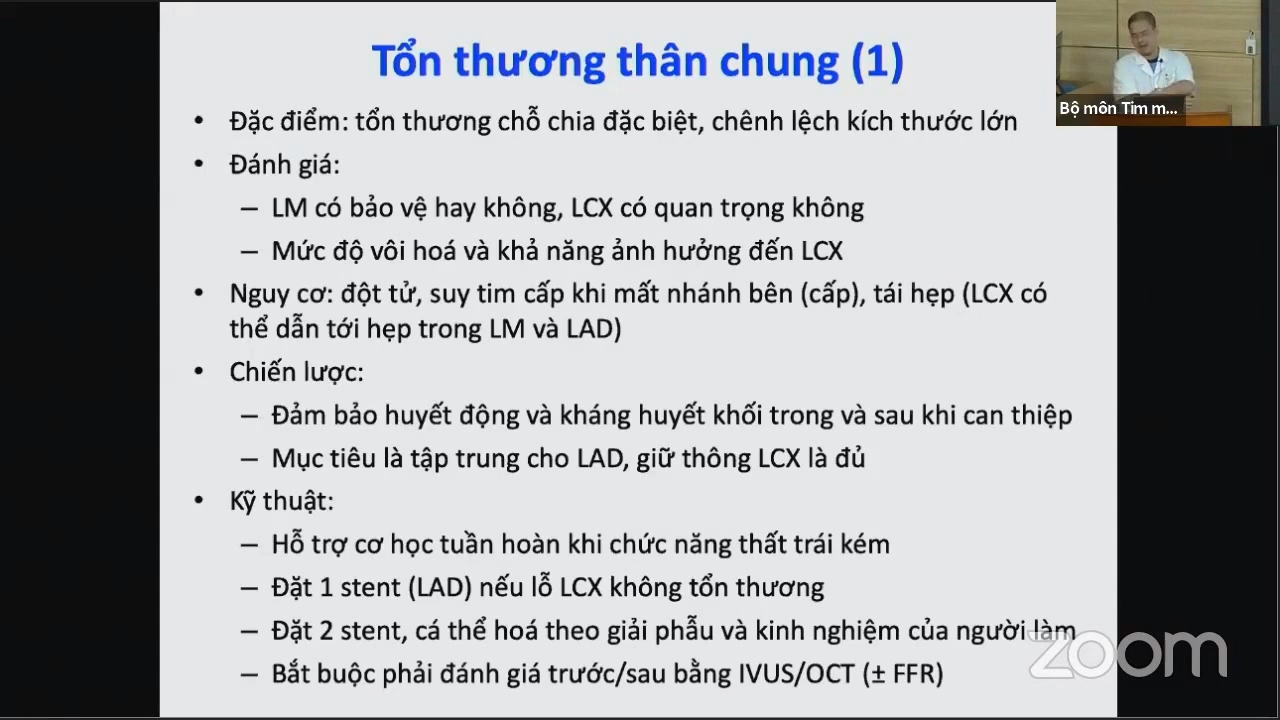 Tổn thương thân chung (1)
Bộ môn Tim m...
• Đặc điểm: tổn thương chỗ chia đặc biệt, chênh lệch kích thước lớn
• Đánh giá:
– LM có bảo vệ hay không, LCX có quan trọng không
– Mức độ vôi hoá và khả năng ảnh hưởng đến LCX
• Nguy cơ: đột tử, suy tim cấp khi mất nhánh bên (cấp), tái hẹp (LCX có
thể dẫn tới hẹp trong LM và LAD)
• Chiến lược:
– Đảm bảo huyết động và kháng huyết khối trong và sau khi can thiệp
– Mục tiêu là tập trung cho LAD, giữ thông LCX là đủ
• Kỹ thuật:
– Hỗ trợ cơ học tuần hoàn khi chức năng thất trái kém
– Đặt 1 stent (LAD) nếu lỗ LCX không tổn thương
– Đặt 2 stent, cá thể hoá theo giải phẫu và kinh nghiệm của người làm
– Bắt buộc phải đánh giá trước/sau bằng IVUS/OCT (± FFR)
zoom